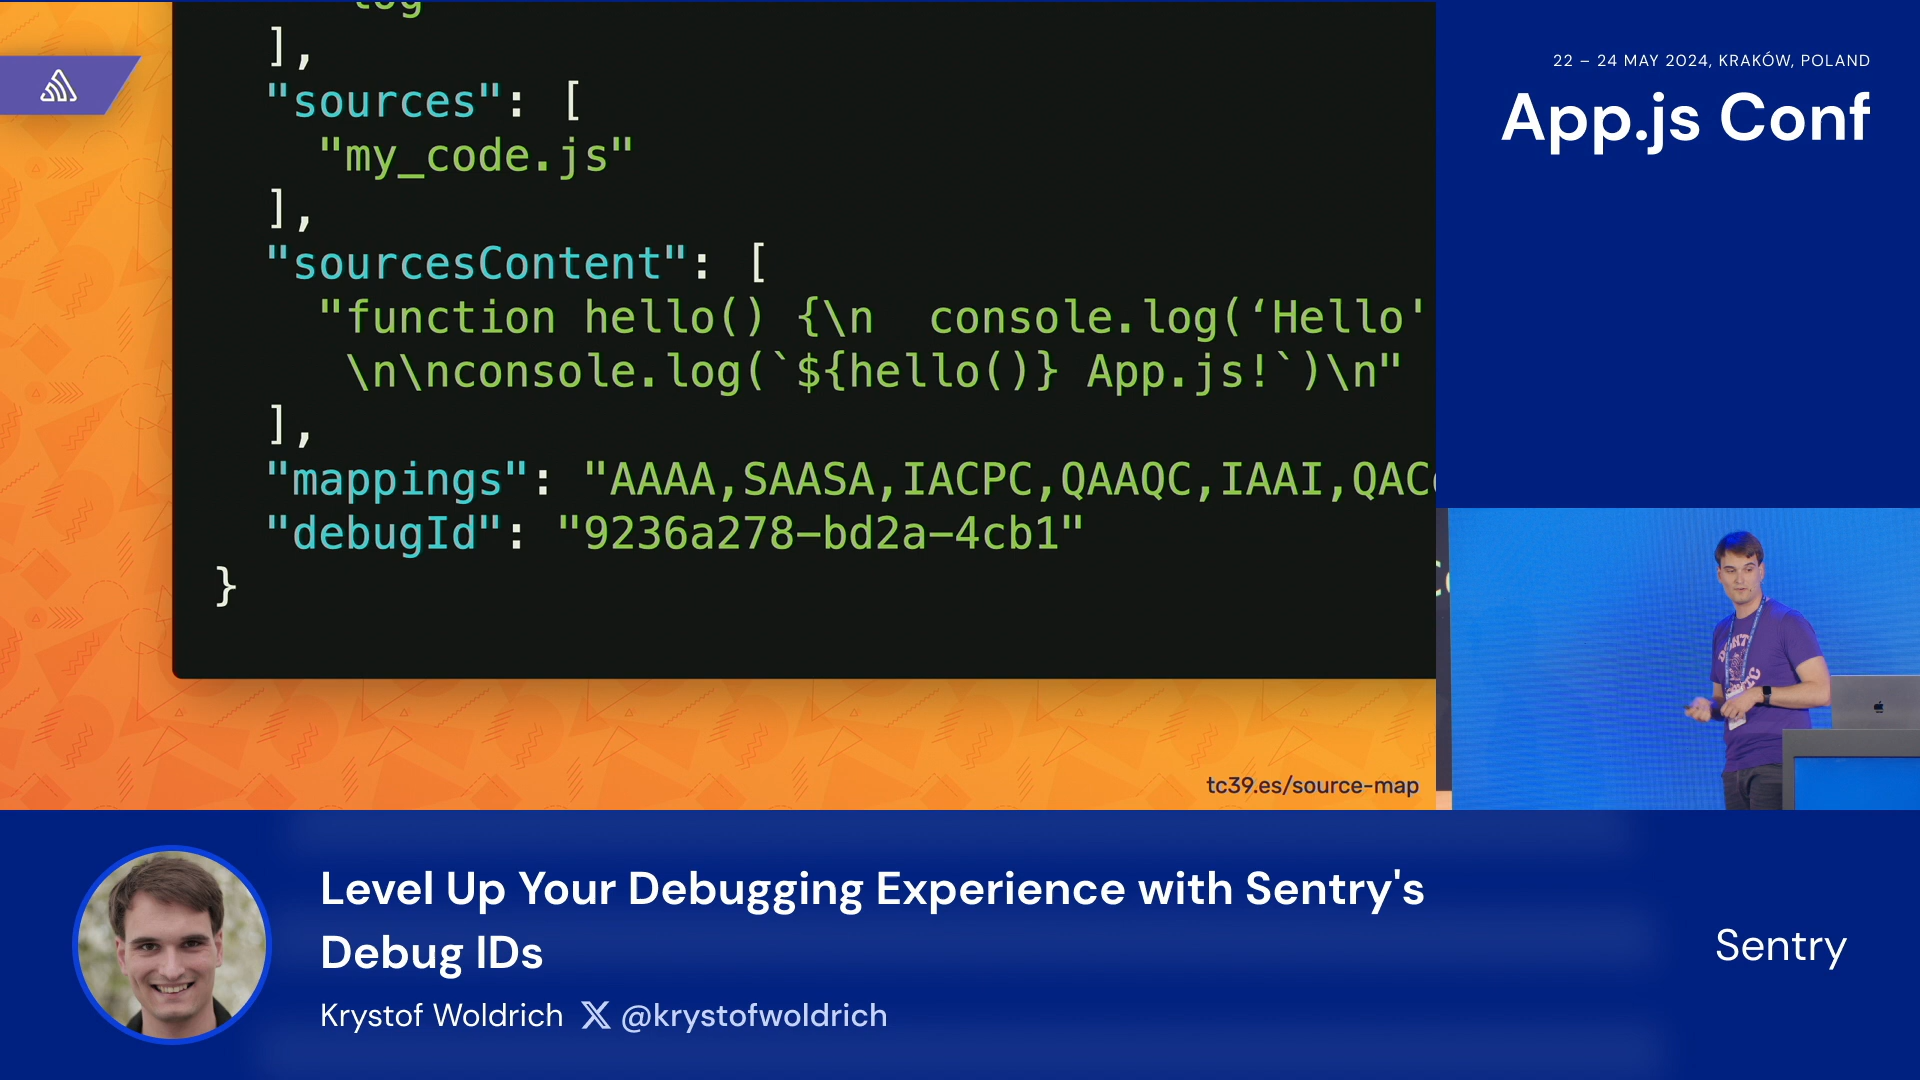 log
],
"sources": [
"my_code.js"
],
"sourcesContent": [
"function hello() {\n  console.log(‘Hello'
\n\nconsole.log(`${hello()} App.js!`)\n"
],
"mappings": "AAAA,SAASA,IACPC,QAAQC,IAAI,QAC
"debugId": "9236a278-bd2a-4cb1"
}
tc39.es/source-map
22 – 24 MAY 2024, KRAKÓW, POLAND
App.js Conf
Level Up Your Debugging Experience with Sentry's
Debug IDs
Krystof Woldrich X @krystofwoldrich
Sentry